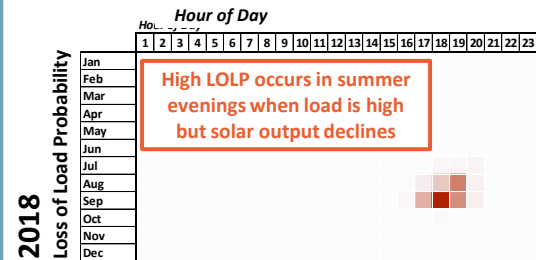 Hour of Day
1 2 3 4 5 6 7 8 9 10 11 12 13 14 15 16 17 18 19 20 21 22 23
2018
Loss of Load Probability
Jan
Feb
Mar
Apr
May
Jun
Jul
Aug
Sep
Oct
Nov
Dec
High LOLP occurs in summer
evenings when load is high
but solar output declines